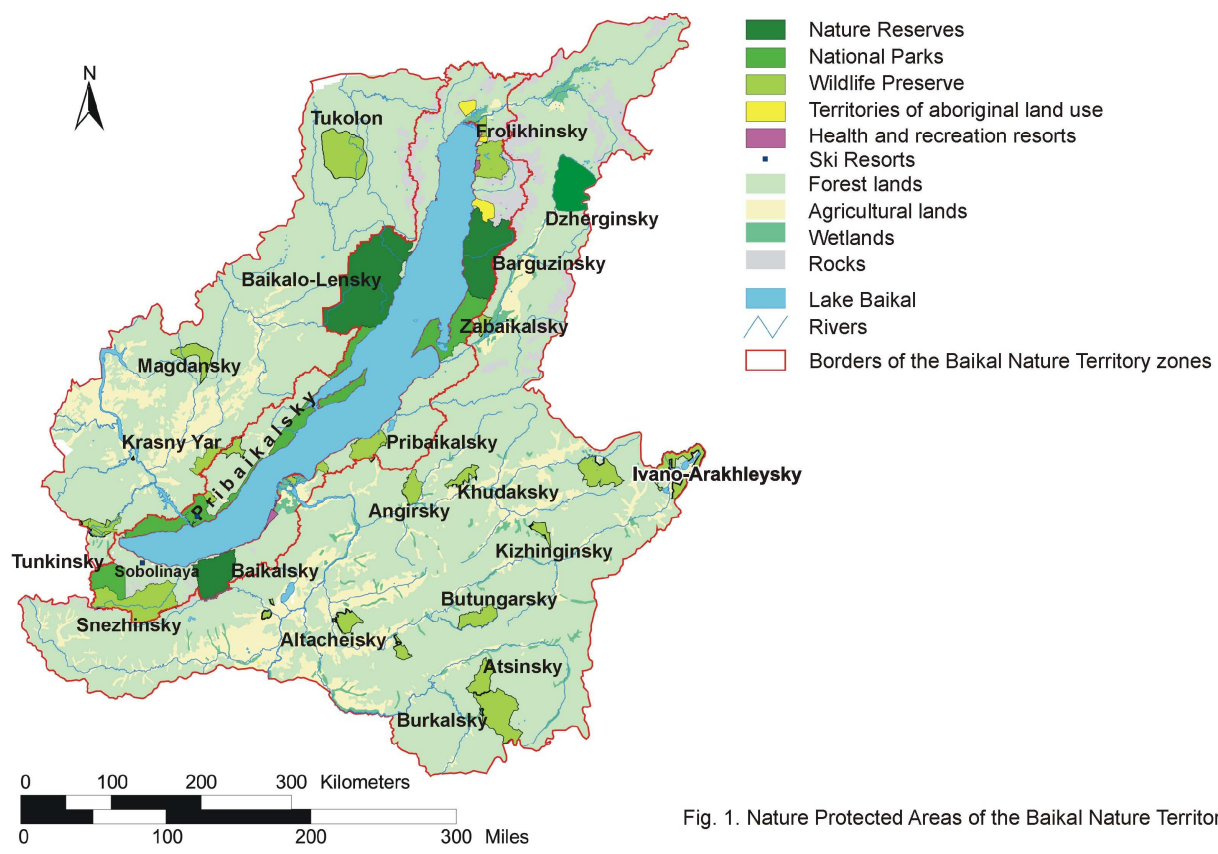 N
Tukolon
Frolikhinsky
Dzherginsky
Baikalo-Lensky
Barguzinsky
Zabaikalsky
Magdansky
Pribaikalsky
Krasny Yar
Pribaikalsky
Ivano-Arakhleysky
Khudaksky
Angirsky
Kizhinginsky
Tunkinsky
Sobolinaya
Baikalsky
Butungarsky
Snezhinsky
Altacheisky
Atsinsky
Burkalsky
Nature Reserves
National Parks
Wildlife Preserve
Territories of aboriginal land use
Health and recreation resorts
Ski Resorts
Forest lands
Agricultural lands
Wetlands
Rocks
Lake Baikal
Rivers
Borders of the Baikal Nature Territory zones
0 100 200 300 Kilometers
0 100 200 300 Miles
Fig. 1. Nature Protected Areas of the Baikal Nature Territor